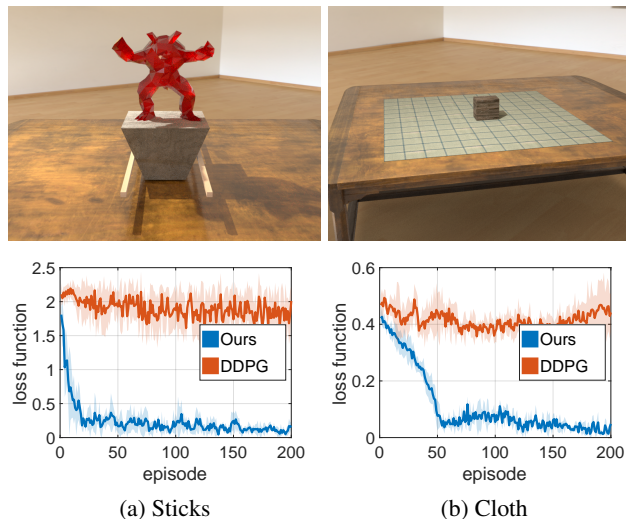 2.5
2
1.5
1
0.5
0
loss function
Ours
DDPG
0 50 100 150 200
episode
(a) Sticks
0.6
0.4
0.2
0
loss function
Ours
DDPG
0 50 100 150 200
episode
(b) Cloth